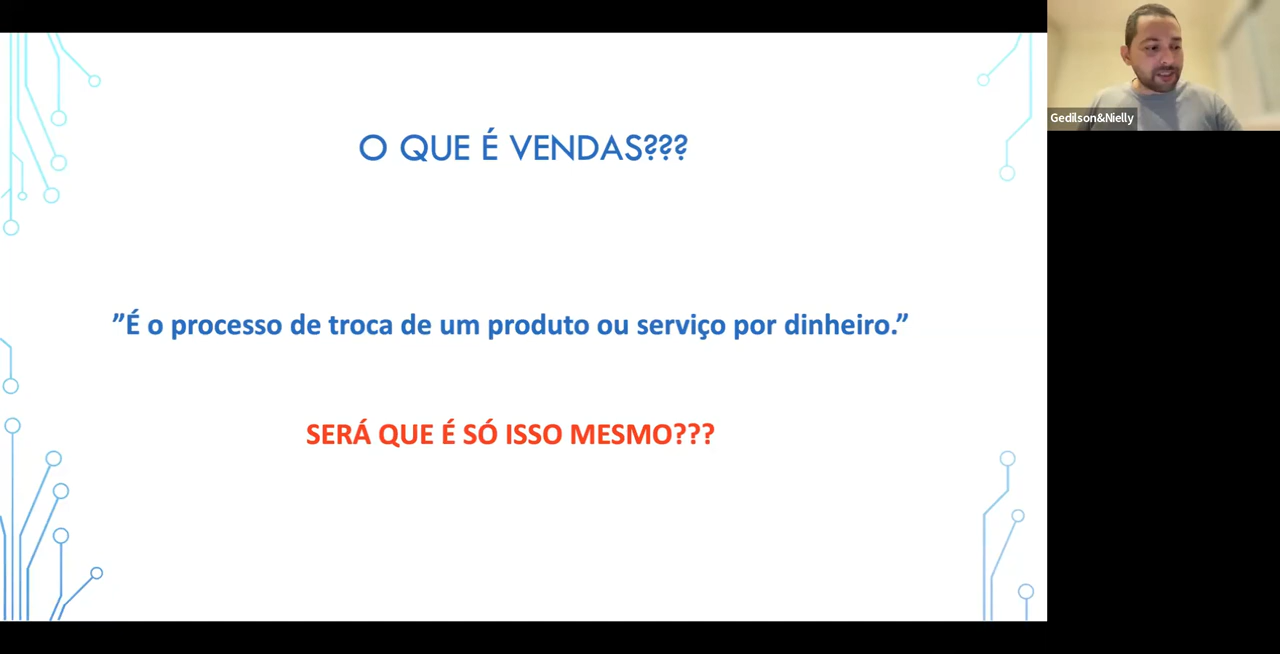 O QUE É VENDAS???
”É o processo de troca de um produto ou serviço por dinheiro.”
SERÁ QUE É SÓ ISSO MESMO???
Gedilson&Nielly